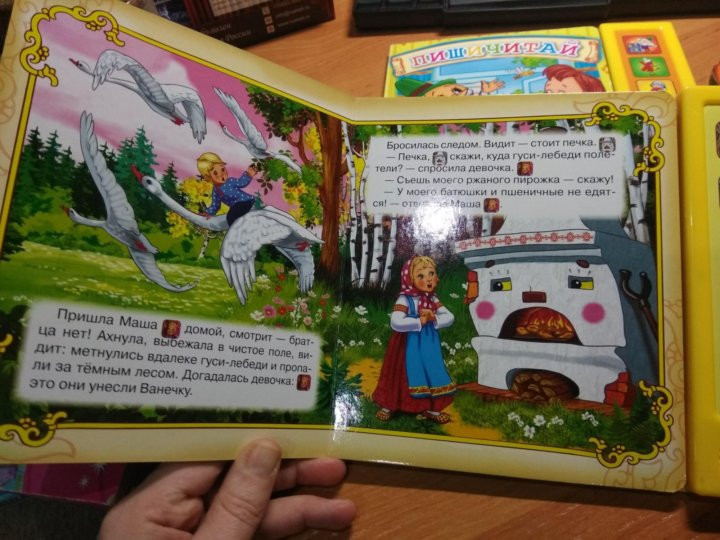 ПИШИЧИТАЙ
Пришла Маша домой, смотрит — брат-
ца нет! Ахнула, выбежала в чистое поле, ви-
дит: метнулись вдалеке гуси-лебеди и пропа-
ли за тёмным лесом. Догадалась девочка:
это они унесли Ванечку.
Бросилась следом. Видит — стоит печка.
— Печка, скажи, куда гуси-лебеди поле-
тели? — спросила девочка.
— Съешь моего ржаного пирожка — скажу!
— У моего батюшки и пшеничные не едят-
ся! — Маша